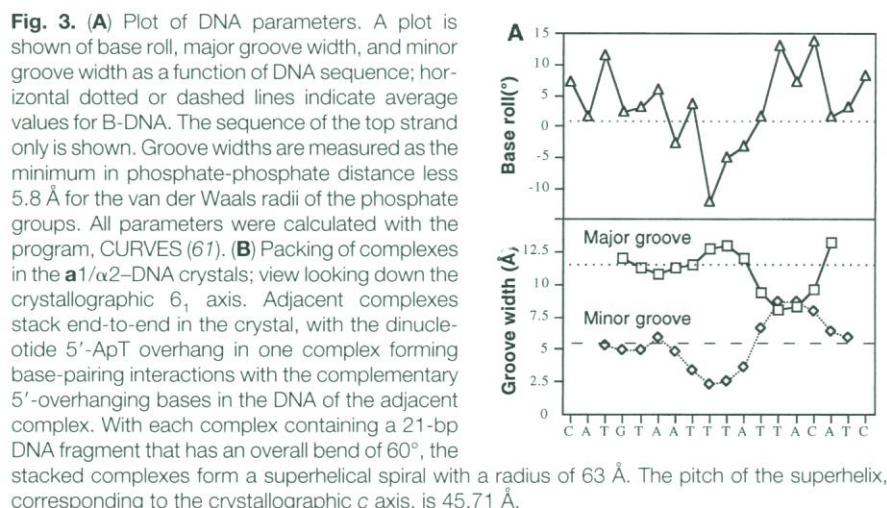 Fig. 3. (A) Plot of DNA parameters. A plot is
shown of base roll, major groove width, and minor
groove width as a function of DNA sequence; hor-
izontal dotted or dashed lines indicate average
values for B-DNA. The sequence of the top strand
only is shown. Groove widths are measured as the
minimum in phosphate-phosphate distance less
5.8 Å for the van der Waals radii of the phosphate
groups. All parameters were calculated with the
program, CURVES (61). (B) Packing of complexes
in the a1/α2–DNA crystals; view looking down the
crystallographic 6₁ axis. Adjacent complexes
stack end-to-end in the crystal, with the dinucle-
otide 5′-ApT overhang in one complex forming
base-pairing interactions with the complementary
5′-overhanging bases in the DNA of the adjacent
complex. With each complex containing a 21-bp
DNA fragment that has an overall bend of 60°, the
stacked complexes form a superhelical spiral with a radius of 63 Å. The pitch of the superhelix,
corresponding to the crystallographic c axis, is 45.71 Å.
A
Base roll(°)
15
10
5
0
-5
-10
Groove width (Å)
Major groove
12.5
10
7.5
Minor groove
5
2.5
0
C A T G T A A T T T A T T A C A T C